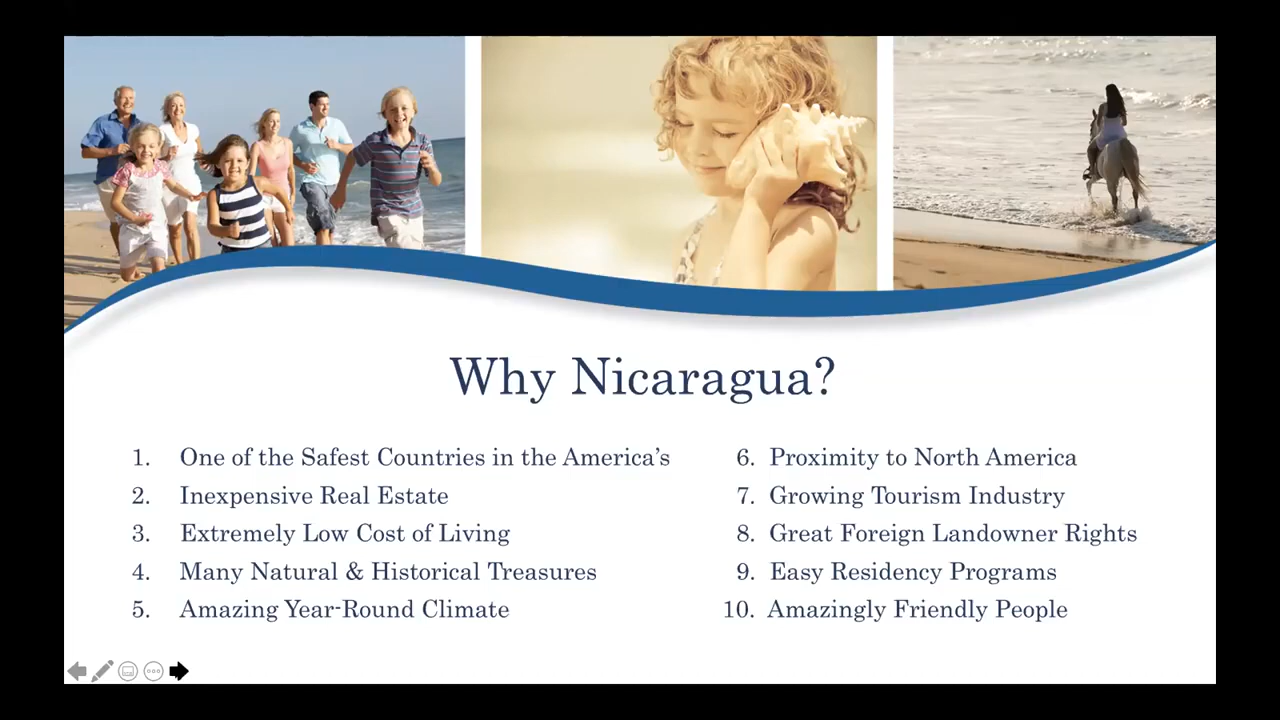 Why Nicaragua?
1. One of the Safest Countries in the America's
2. Inexpensive Real Estate
3. Extremely Low Cost of Living
4. Many Natural & Historical Treasures
5. Amazing Year-Round Climate
6. Proximity to North America
7. Growing Tourism Industry
8. Great Foreign Landowner Rights
9. Easy Residency Programs
10. Amazingly Friendly People